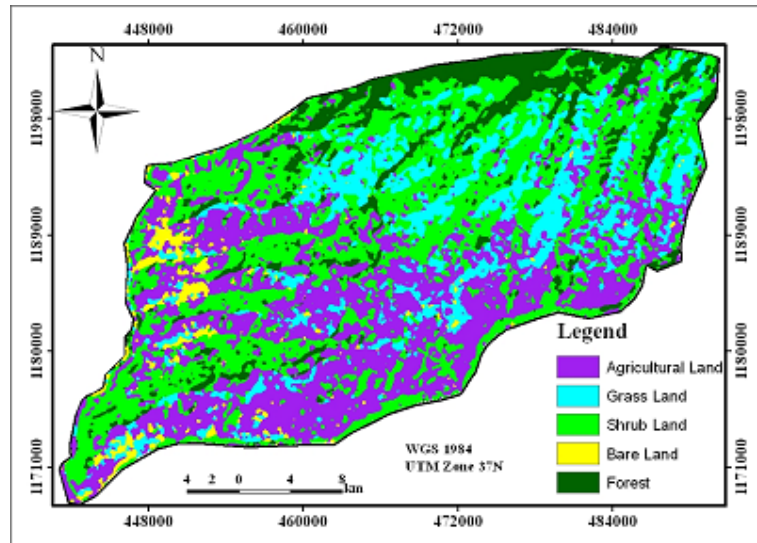 448000 460000 472000 484000
N
1198000 1198000
1189000 1189000
1180000 1180000
1171000 1171000
Legend
Agricultural Land
Grass Land
Shrub Land
Bare Land
Forest
WGS 1984
UTM Zone 37N
4 2 0 4 8
km
448000 460000 472000 484000